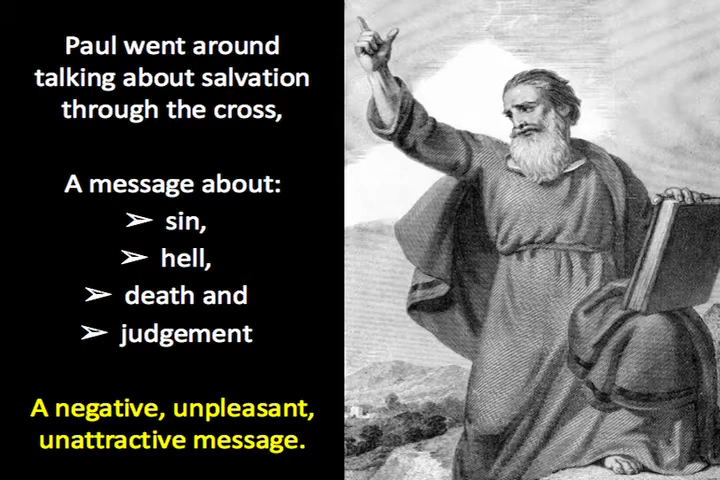 Paul went around
talking about salvation
through the cross,
A message about:
➢ sin,
➢ hell,
➢ death and
➢ judgement
A negative, unpleasant,
unattractive message.